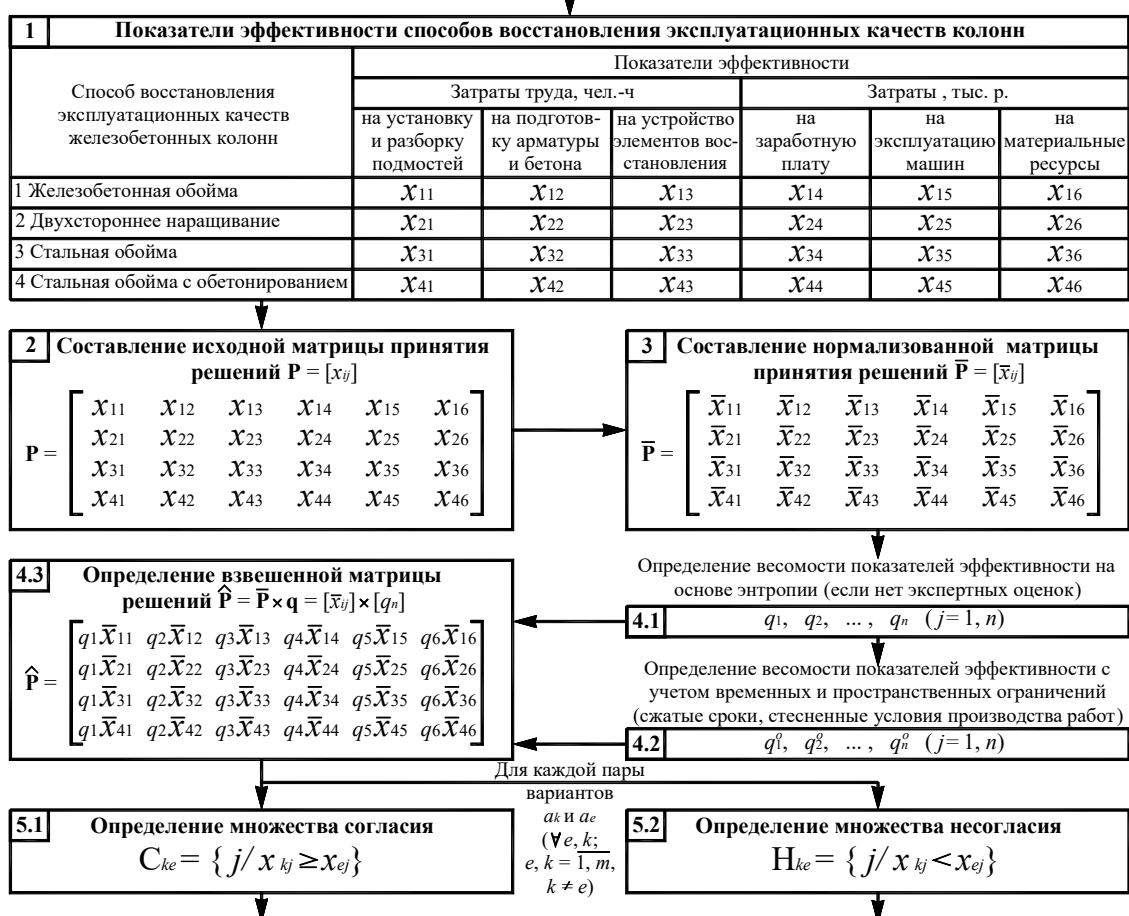 1 Показатели эффективности способов восстановления эксплуатационных качеств колонн
Способ восстановления
эксплуатационных качеств
железобетонных колонн
Показатели эффективности
Затраты труда, чел.-ч
Затраты , тыс. р.
на установку
и разборку
подмостей
на подготов-
ку арматуры
и бетона
на устройство
элементов вос-
становления
на
заработную
плату
на
эксплуатацию
машин
на
материальные
ресурсы
1 Железобетонная обойма x11 x12 x13 x14 x15 x16
2 Двухстороннее наращивание x21 x22 x23 x24 x25 x26
3 Стальная обойма x31 x32 x33 x34 x35 x36
4 Стальная обойма с обетонированием x41 x42 x43 x44 x45 x46
2 Составление исходной матрицы принятия
решений P = [xij]
x11 x12 x13 x14 x15 x16
x21 x22 x23 x24 x25 x26
P =
x31 x32 x33 x34 x35 x36
x41 x42 x43 x44 x45 x46
3 Составление нормализованной матрицы
принятия решений P̅ = [x̅ij]
x̅11 x̅12 x̅13 x̅14 x̅15 x̅16
x̅21 x̅22 x̅23 x̅24 x̅25 x̅26
P̅ =
x̅31 x̅32 x̅33 x̅34 x̅35 x̅36
x̅41 x̅42 x̅43 x̅44 x̅45 x̅46
Определение весомости показателей эффективности на
основе энтропии (если нет экспертных оценок)
4.1 q1, q2, ... , qn (j = 1, n)
Определение весомости показателей эффективности с
учетом временных и пространственных ограничений
(сжатые сроки, стесненные условия производства работ)
4.2 q1ᵒ, q2ᵒ, ... , qnᵒ (j = 1, n)
4.3 Определение взвешенной матрицы
решений P̂ = P̅ × q = [x̅ij] × [qn]
q1x̅11 q2x̅12 q3x̅13 q4x̅14 q5x̅15 q6x̅16
q1x̅21 q2x̅22 q3x̅23 q4x̅24 q5x̅25 q6x̅26
P̂ =
q1x̅31 q2x̅32 q3x̅33 q4x̅34 q5x̅35 q6x̅36
q1x̅41 q2x̅42 q3x̅43 q4x̅44 q5x̅45 q6x̅46
Для каждой пары
вариантов
ak и ae
(∀ e, k;
e, k = 1, m,
k ≠ e)
5.1 Определение множества согласия
Cke = { j/ x kj ≥ xej}
5.2 Определение множества несогласия
Hke = { j/ x kj < xej}